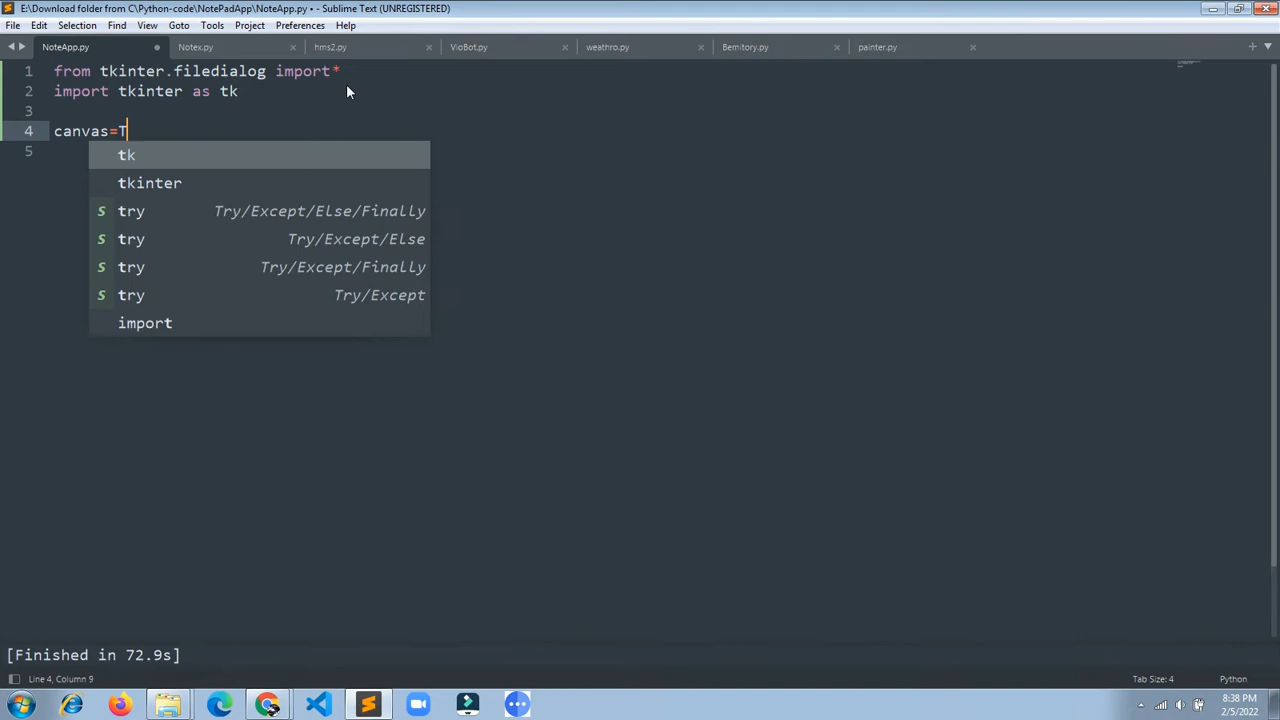 E:\Download folder from C\Python-code\NotePadApp\NoteApp.py • - Sublime Text (UNREGISTERED)
File Edit Selection Find View Goto Tools Project Preferences Help
NoteApp.py Notex.py hms2.py VioBot.py weathro.py Bemitory.py painter.py
1 from tkinter.filedialog import*
2 import tkinter as tk
3
4 canvas=T
5
tk
tkinter
S try Try/Except/Else/Finally
S try Try/Except/Else
S try Try/Except/Finally
S try Try/Except
import
[Finished in 72.9s]
Line 4, Column 9 Tab Size: 4 Python
8:38 PM
2/5/2022